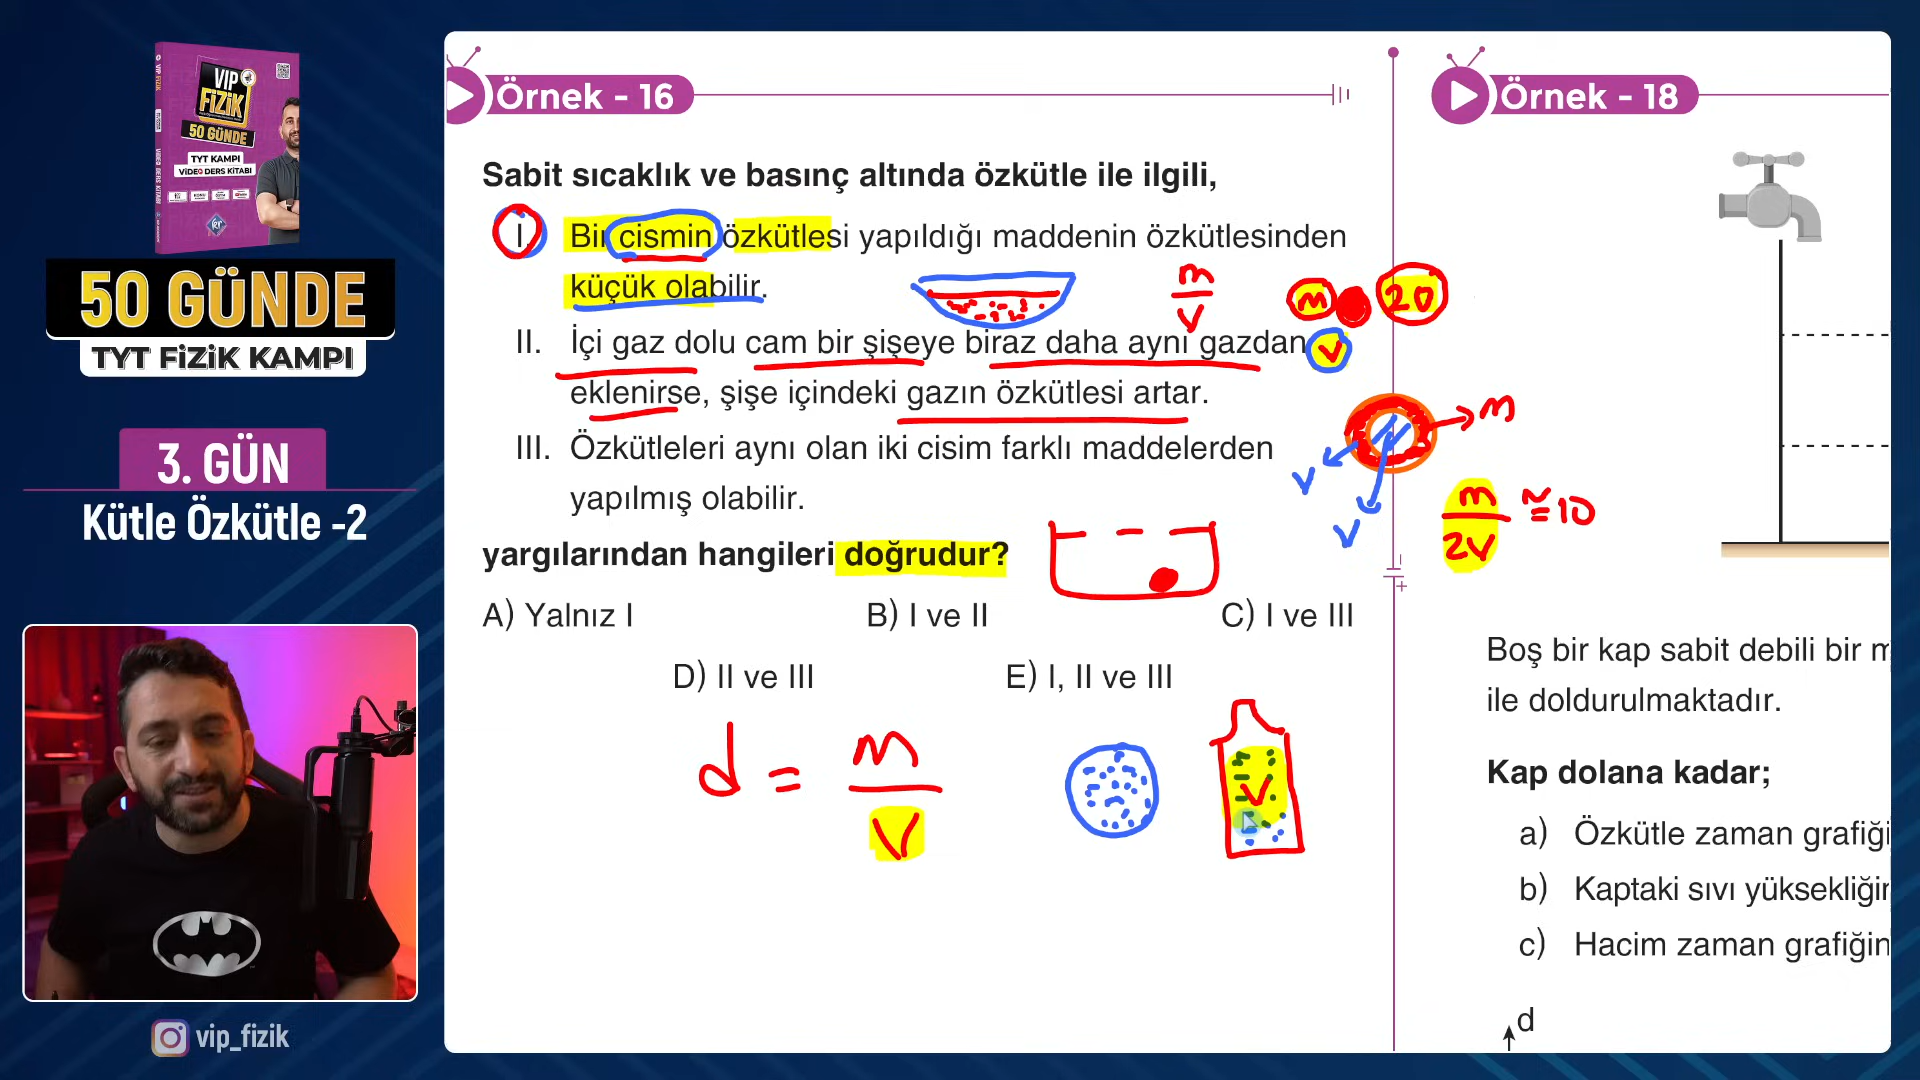 VIP
FİZİK
50 GÜNDE
TYT KAMPI
VİDEO DERS KİTABI
50 GÜNDE
TYT FİZİK KAMPI
3. GÜN
Kütle Özkütle -2
vip_fizik
Örnek - 16
Sabit sıcaklık ve basınç altında özkütle ile ilgili,
I. Bir cismin özkütlesi yapıldığı maddenin özkütlesinden
küçük olabilir.
m
V
m
20
V
II. İçi gaz dolu cam bir şişeye biraz daha aynı gazdan
eklenirse, şişe içindeki gazın özkütlesi artar.
m
V
V
m
2V
≅10
III. Özkütleleri aynı olan iki cisim farklı maddelerden
yapılmış olabilir.
yargılarından hangileri doğrudur?
A) Yalnız I
B) I ve II
C) I ve III
D) II ve III
E) I, II ve III
d = m
V
V
Örnek - 18
Boş bir kap sabit debili bir m
ile doldurulmaktadır.
Kap dolana kadar;
a) Özkütle zaman grafiği
b) Kaptaki sıvı yüksekliğin
c) Hacim zaman grafiğin
d